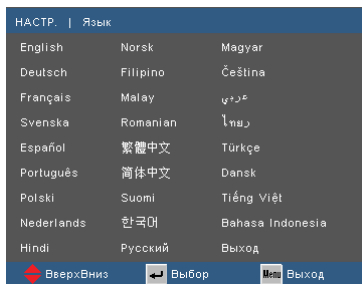 НАСТР. | Язык
English Norsk Magyar
Deutsch Filipino Čeština
Français Malay عربي
Svenska Romanian ไทย
Español 繁體中文 Türkçe
Português 简体中文 Dansk
Polski Suomi Tiếng Việt
Nederlands 한국어 Bahasa Indonesia
Hindi Русский Выход
ВверхВниз Выбор Menu Выход